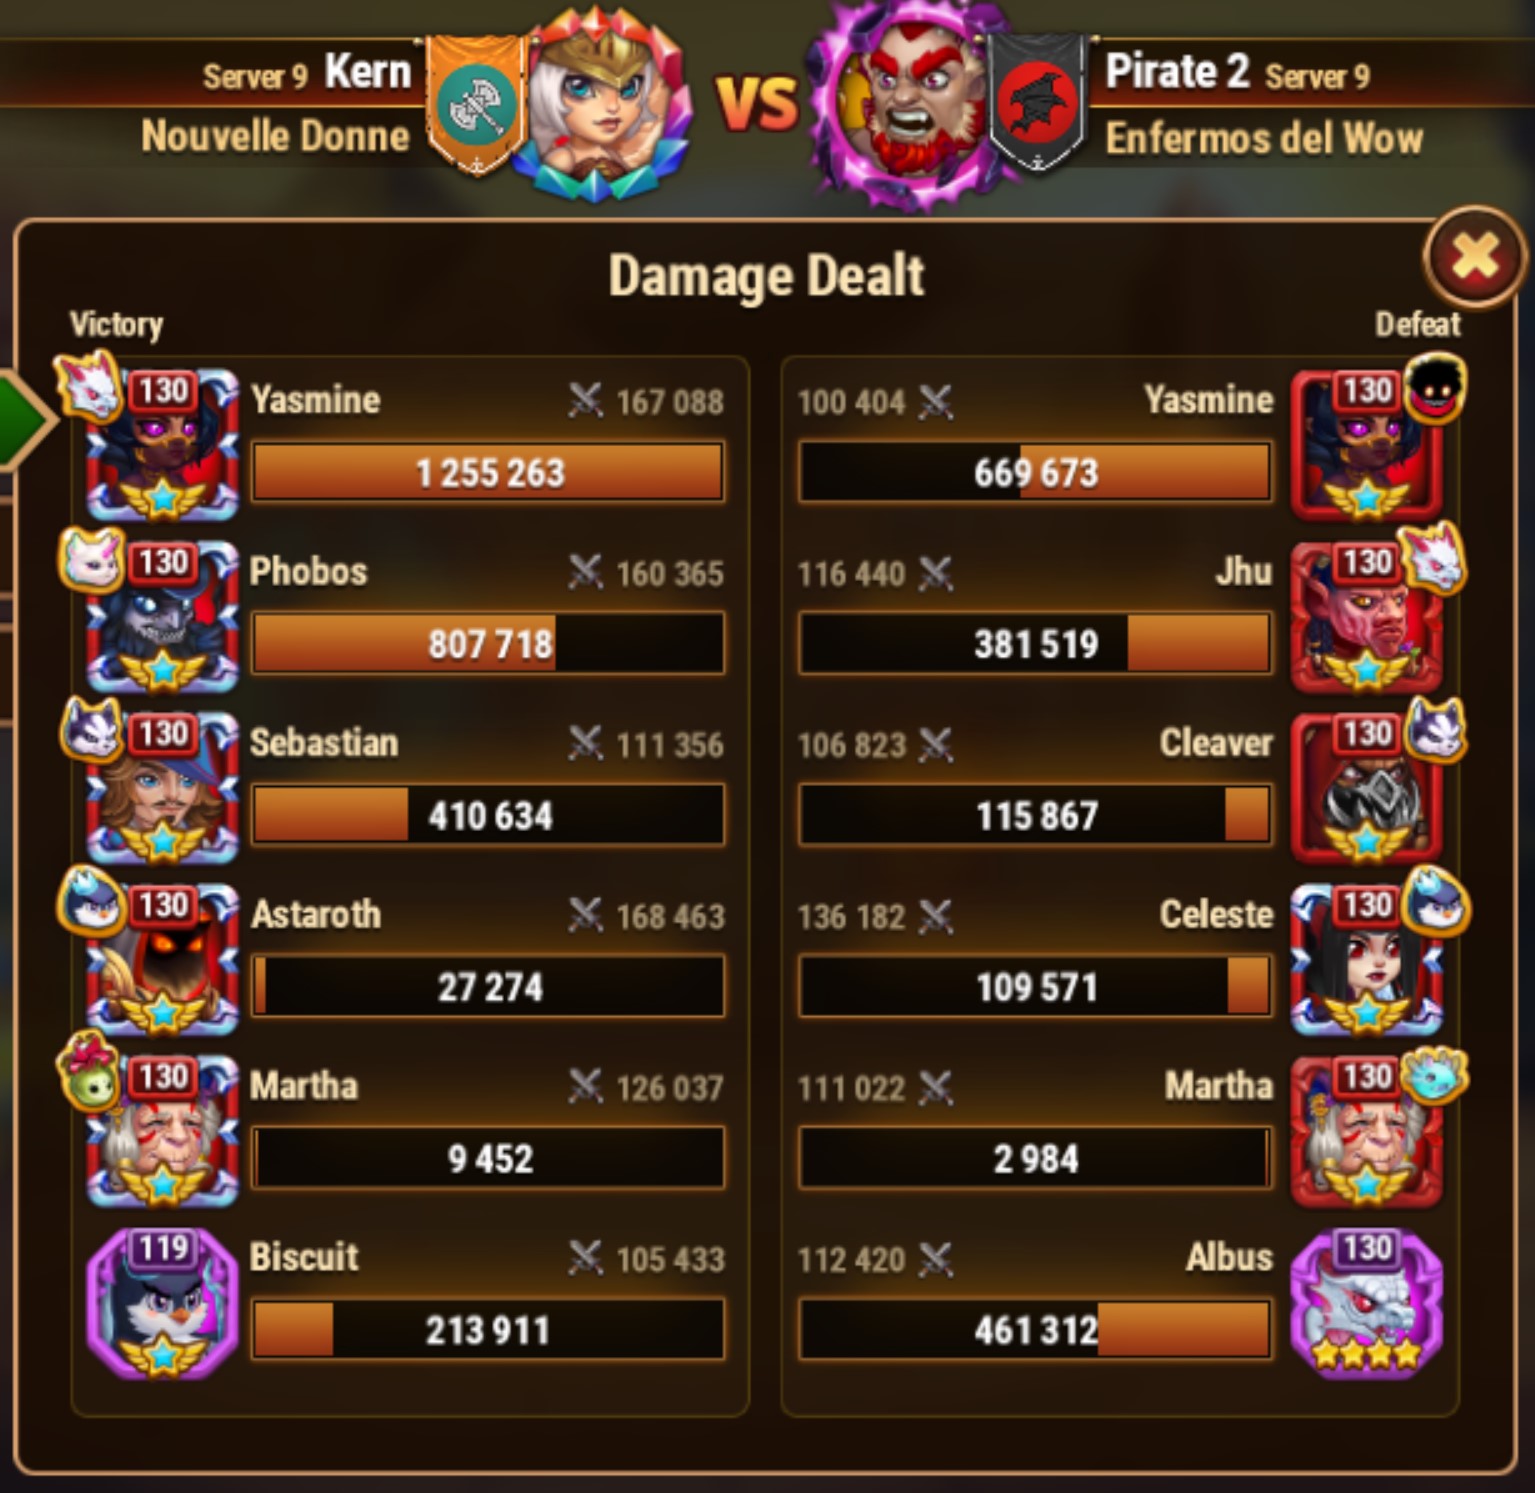 Server 9 Kern VS Pirate 2 Server 9
Nouvelle Donne Enfermos del Wow
Damage Dealt
Victory Defeat
130 Yasmine 167 088 100 404 Yasmine 130
1 255 263 669 673
130 Phobos 160 365 116 440 Jhu 130
807 718 381 519
130 Sebastian 111 356 106 823 Cleaver 130
410 634 115 867
130 Astaroth 168 463 136 182 Celeste 130
27 274 109 571
130 Martha 126 037 111 022 Martha 130
9 452 2 984
119 Biscuit 105 433 112 420 Albus 130
213 911 461 312